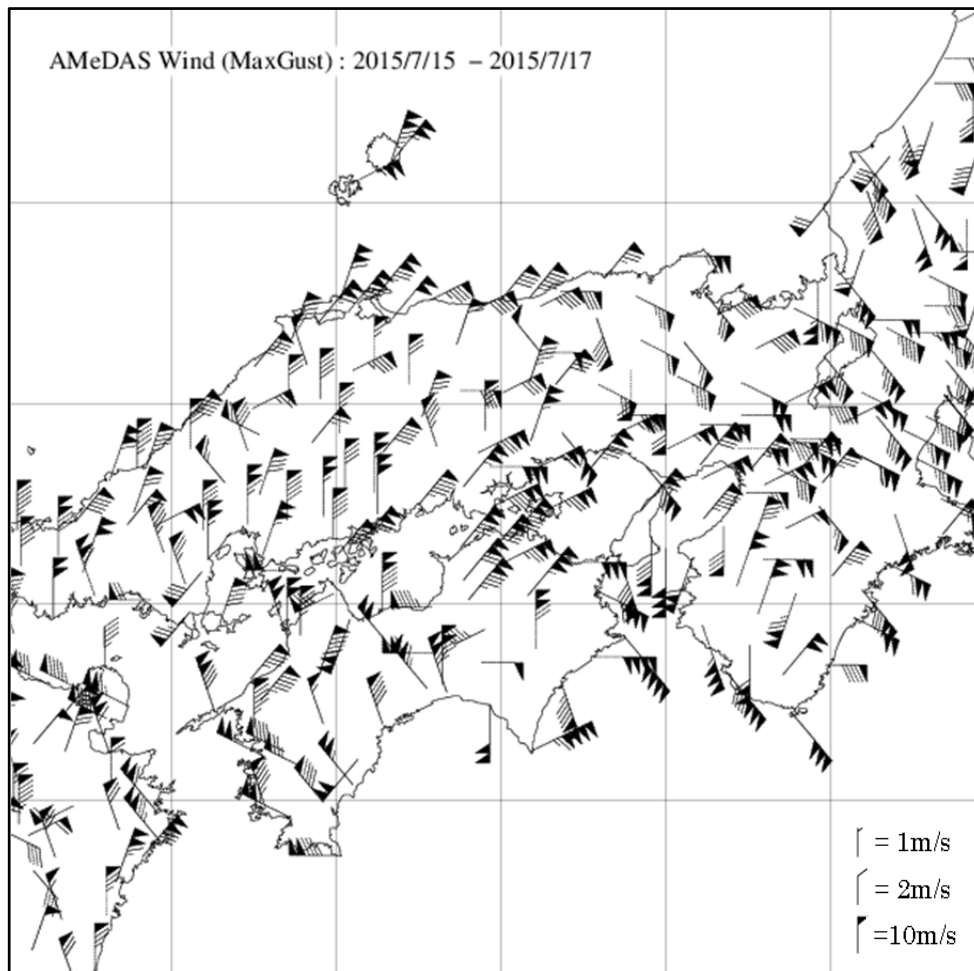 AMeDAS Wind (MaxGust) : 2015/7/15 – 2015/7/17
= 1m/s
= 2m/s
=10m/s